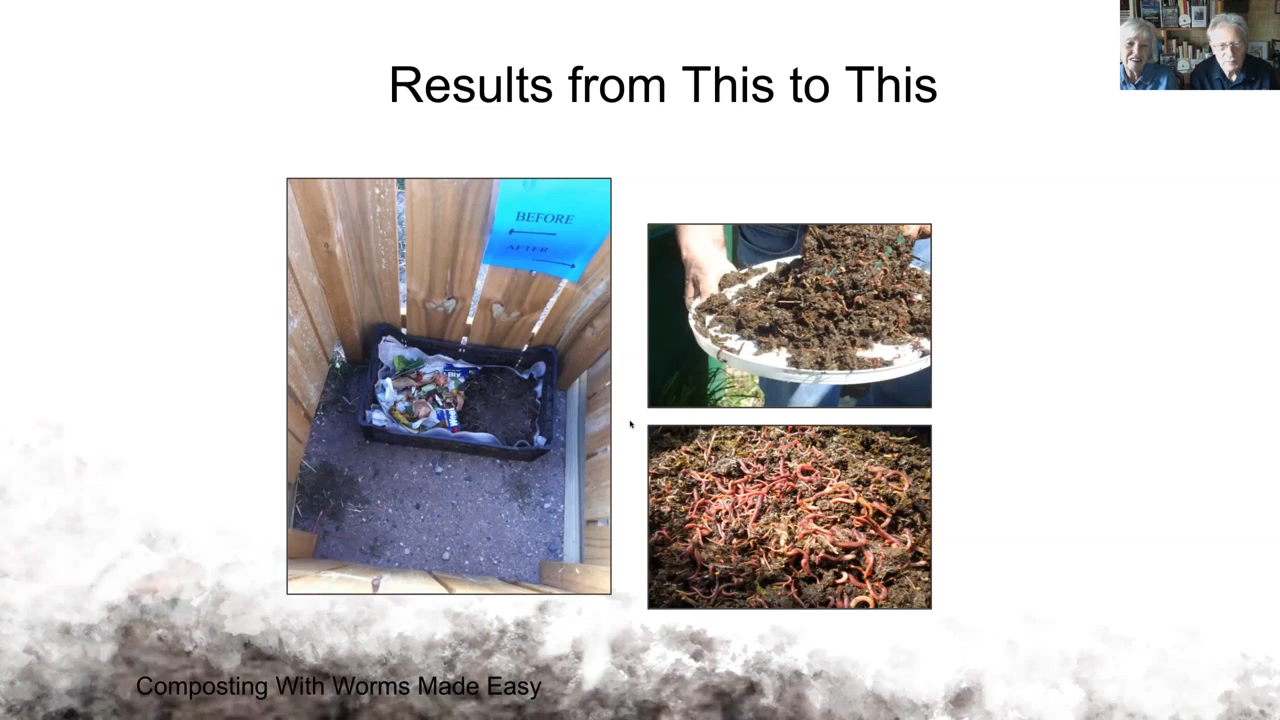 Results from This to This
BEFORE
AFTER
Composting With Worms Made Easy